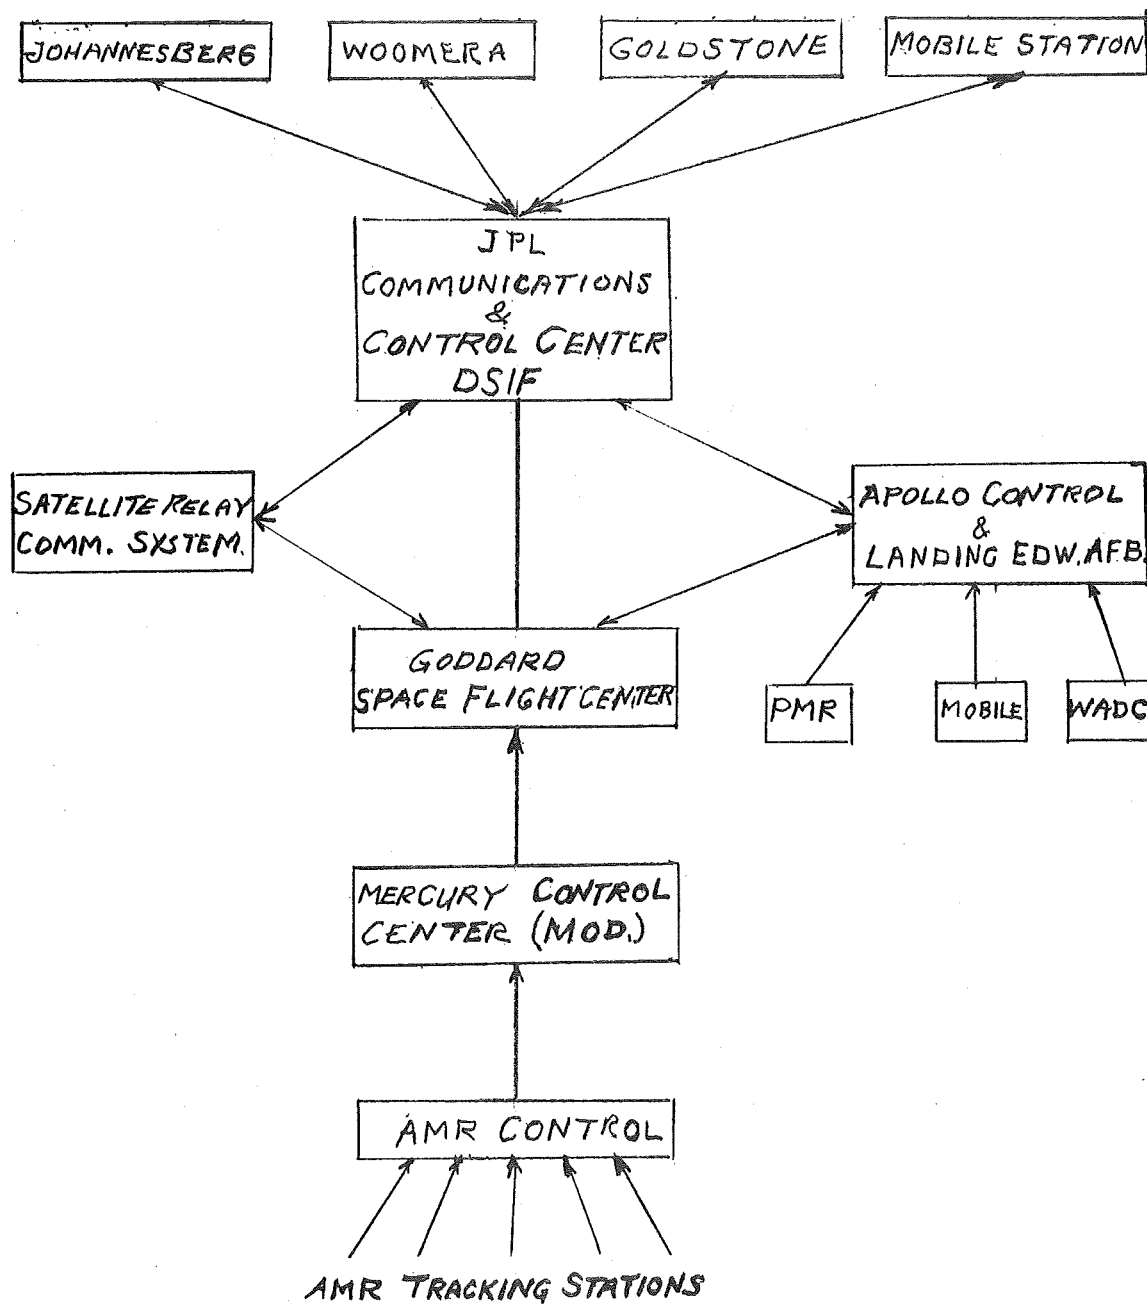 JOHANNESBERG
WOOMERA
GOLDSTONE
MOBILE STATION
JPL
COMMUNICATIONS
&
CONTROL CENTER
DSIF
SATELLITE RELAY
COMM. SYSTEM.
APOLLO CONTROL
&
LANDING EDW. AFB.
GODDARD
SPACE FLIGHT CENTER
PMR
MOBILE
WADC
MERCURY CONTROL
CENTER (MOD.)
AMR CONTROL
AMR TRACKING STATIONS